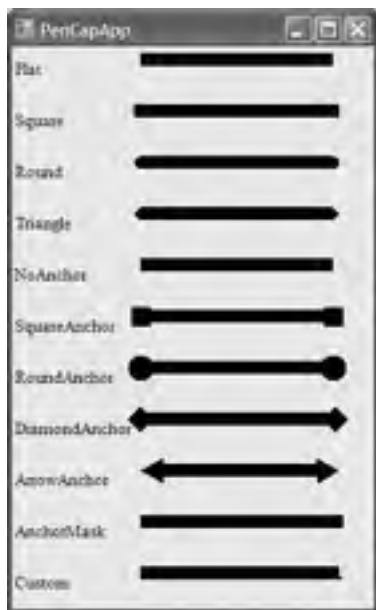 PenCapApp
Flat
Square
Round
Triangle
NoAnchor
SquareAnchor
RoundAnchor
DiamondAnchor
ArrowAnchor
AnchorMask
Custom